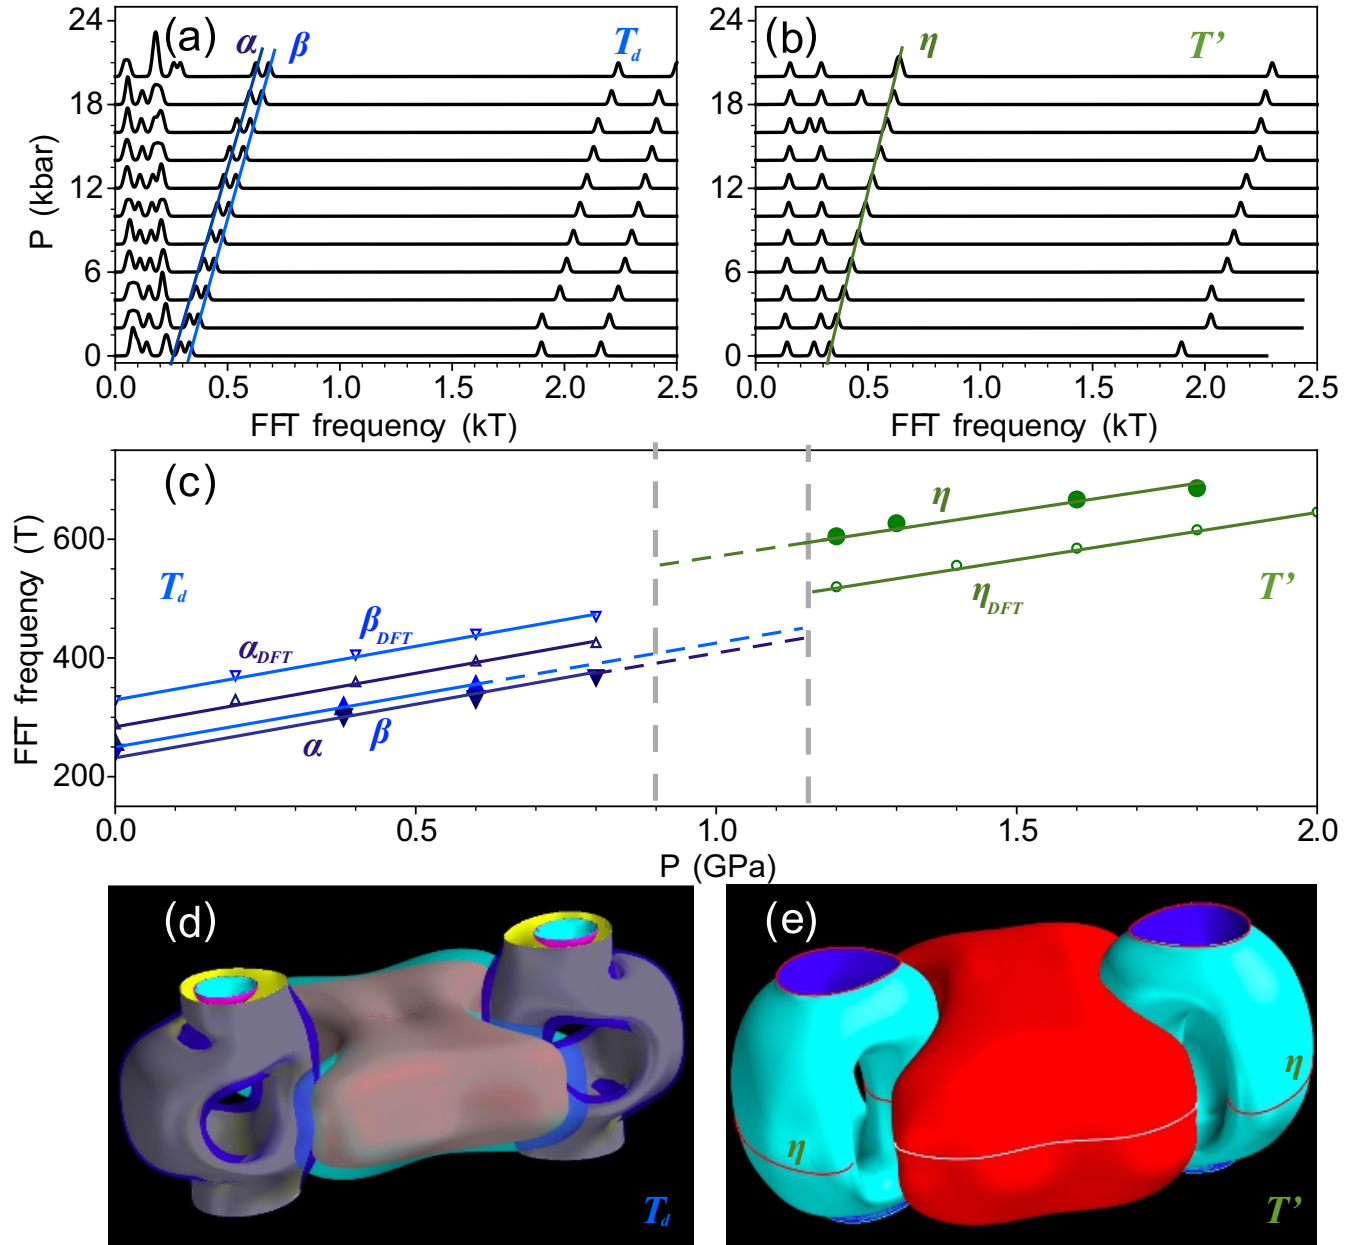 (a)
α
β
T_d
24
18
12
6
0
P (kbar)
0.0 0.5 1.0 1.5 2.0 2.5
FFT frequency (kT)
(b)
η
T’
24
18
12
6
0
0.0 0.5 1.0 1.5 2.0 2.5
FFT frequency (kT)
(c)
η
600
400
200
FFT frequency (T)
T_d
β_DFT
α_DFT
α
β
η_DFT
T’
0.0 0.5 1.0 1.5 2.0
P (GPa)
(d)
T_d
(e)
η
η
T’